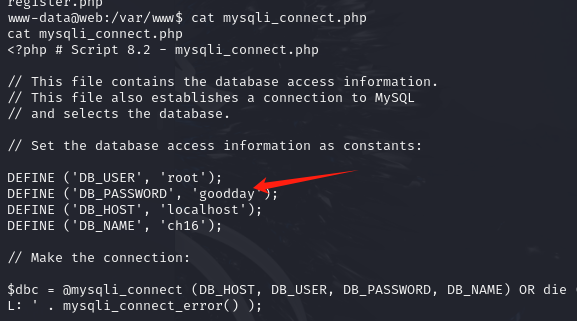 register.php
www-data@web:/var/www$ cat mysqli_connect.php
cat mysqli_connect.php
<?php # Script 8.2 - mysqli_connect.php
// This file contains the database access information.
// This file also establishes a connection to MySQL
// and selects the database.
// Set the database access information as constants:
DEFINE ('DB_USER', 'root');
DEFINE ('DB_PASSWORD', 'goodday');
DEFINE ('DB_HOST', 'localhost');
DEFINE ('DB_NAME', 'ch16');
// Make the connection:
$dbc = @mysqli_connect (DB_HOST, DB_USER, DB_PASSWORD, DB_NAME) OR die (
L: ' . mysqli_connect_error() );